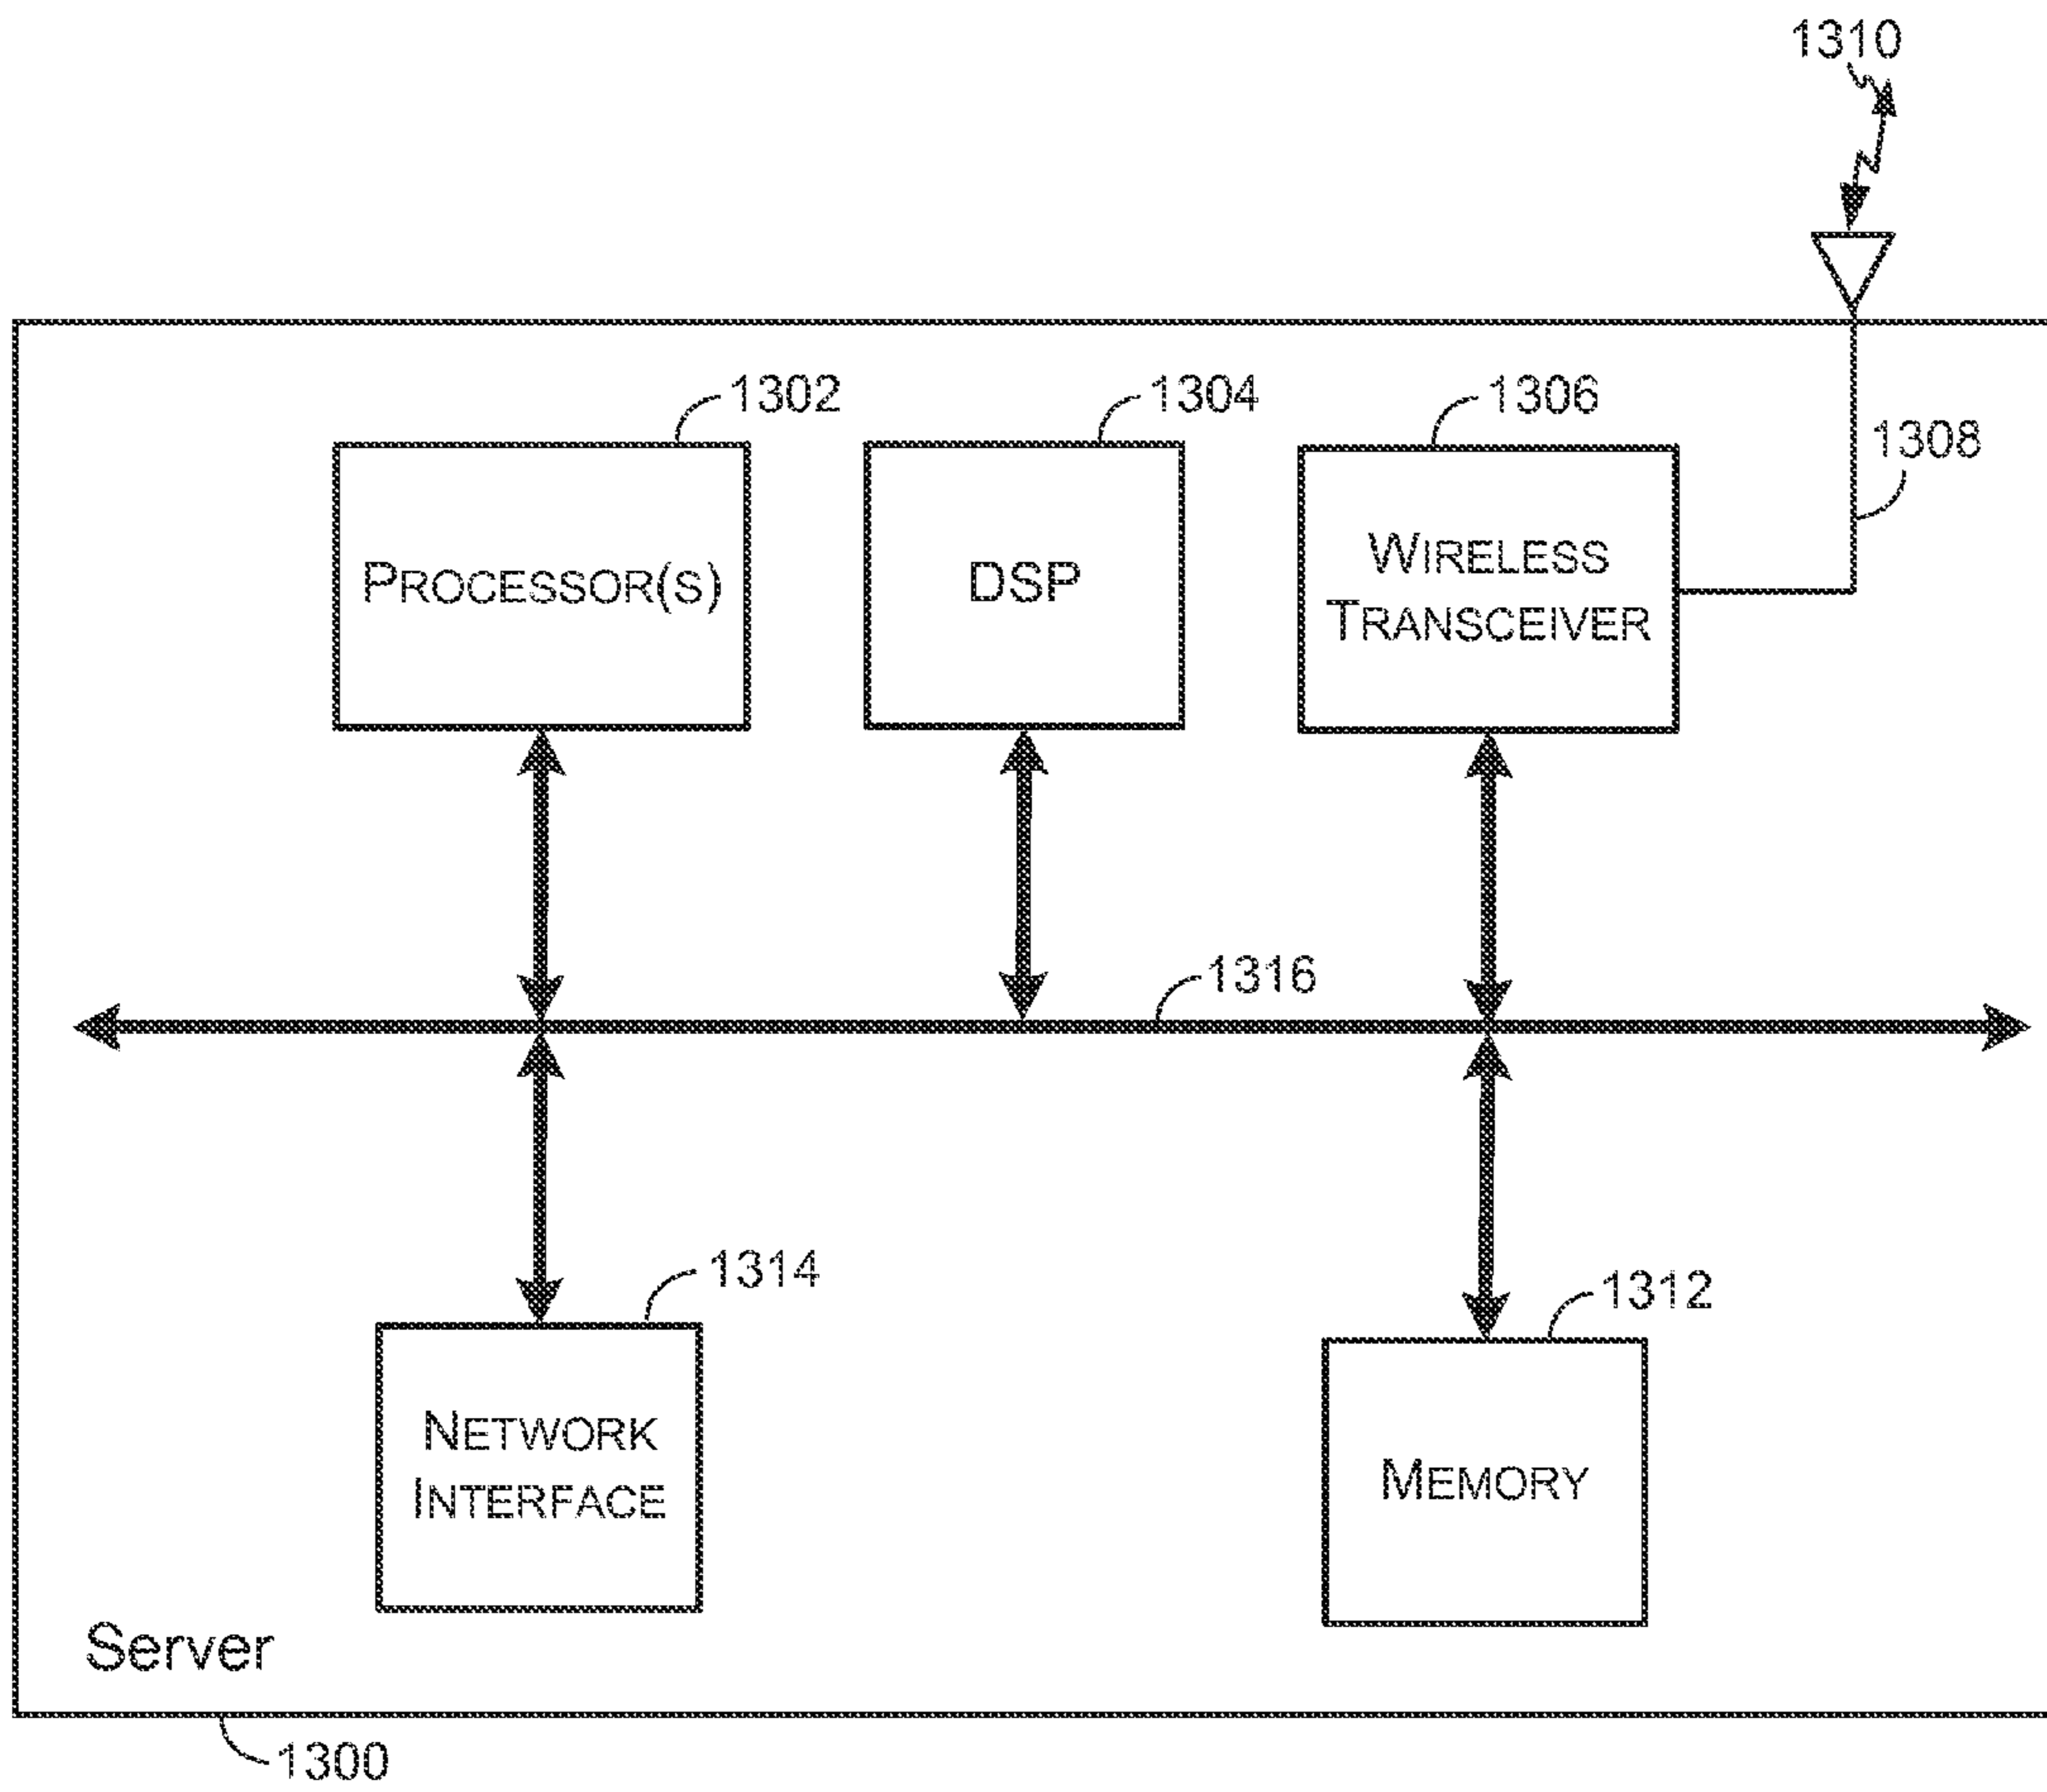 1310
1302
1304
1306
1308
PROCESSOR(S)
DSP
WIRELESS
TRANSCEIVER
1316
1314
1312
NETWORK
INTERFACE
MEMORY
Server
1300